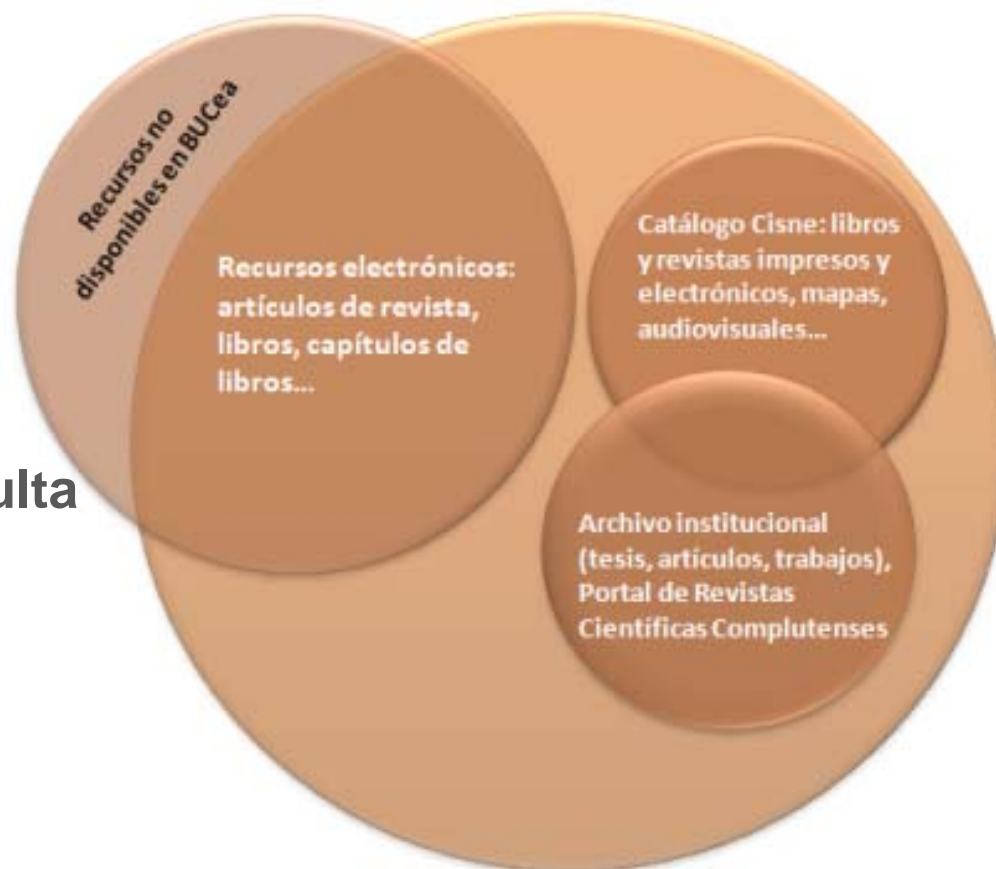 Recursos no
disponibles en BUCea
Recursos electrónicos:
artículos de revista,
libros, capítulos de
libros...
Catálogo Cisne: libros
y revistas impresos y
electrónicos, mapas,
audiovisuales...
ulta
Archivo institucional
(tesis, artículos, trabajos),
Portal de Revistas
Científicas Complutenses